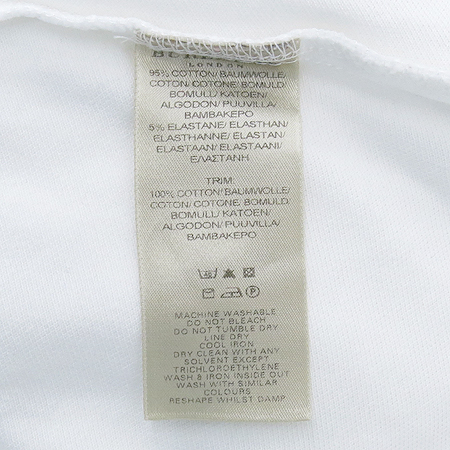 LONDON
95% COTTON/BAUMWOLLE
COTON/COTONE/BOMULD/
BOMULL/KATOEN/
ALGODON/PUUVILLA/
BAMBAKEPO
5% ELASTANE/ELASTHAN/
ELASTHANNE/ELASTAN/
ELASTAAN/ELASTAANI/
ΕΛΑΣΤΑΝΗ
TRIM:
100% COTTON/BAUMWOLLE
COTON/COTONE/BOMULD/
BOMULL/KATOEN/
ALGODON/PUUVILLA/
BAMBAKEPO
MACHINE WASHABLE
DO NOT BLEACH
DO NOT TUMBLE DRY
LINE DRY
COOL IRON
DRY CLEAN WITH ANY
SOLVENT EXCEPT
TRICHLOROETHYLENE
WASH & IRON INSIDE OUT
WASH WITH SIMILAR
COLOURS
RESHAPE WHILST DAMP